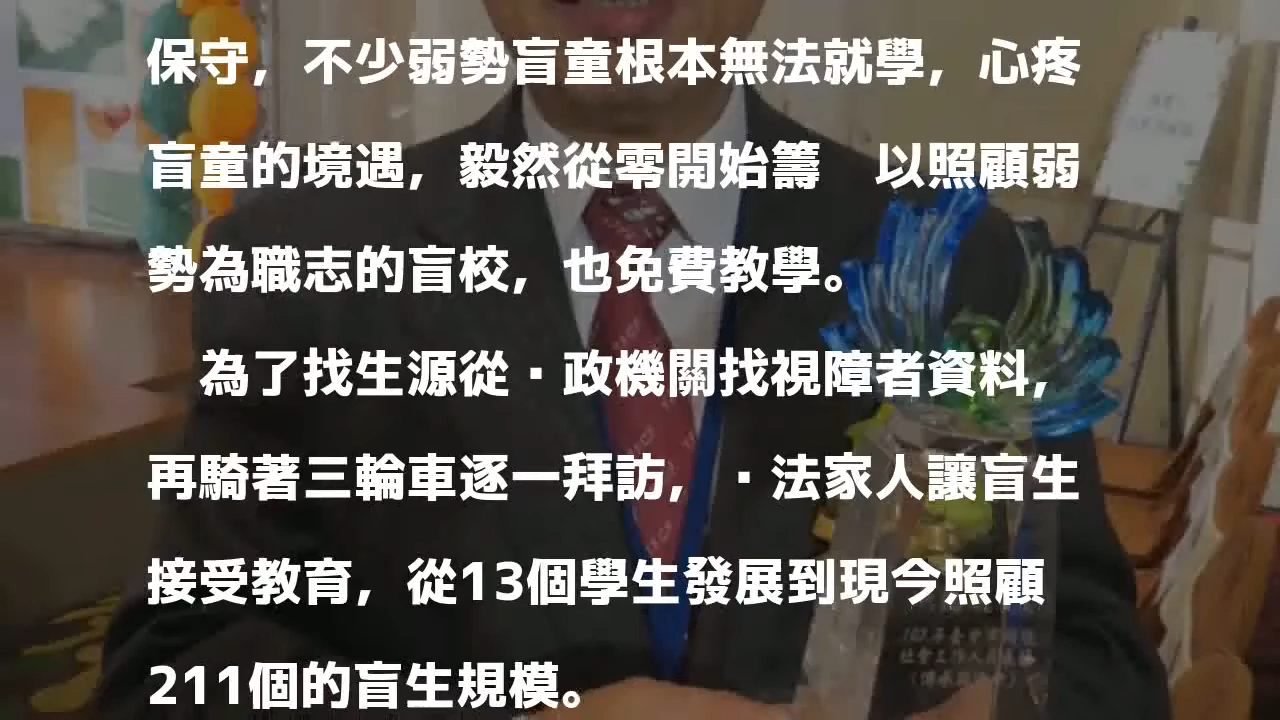 保守，不少弱勢盲童根本無法就學，心疼
盲童的境遇，毅然從零開始籌　以照顧弱
勢為職志的盲校，也免費教學。
　為了找生源從▪政機關找視障者資料，
再騎著三輪車逐一拜訪，▪法家人讓盲生
接受教育，從13個學生發展到現今照顧
211個的盲生規模。